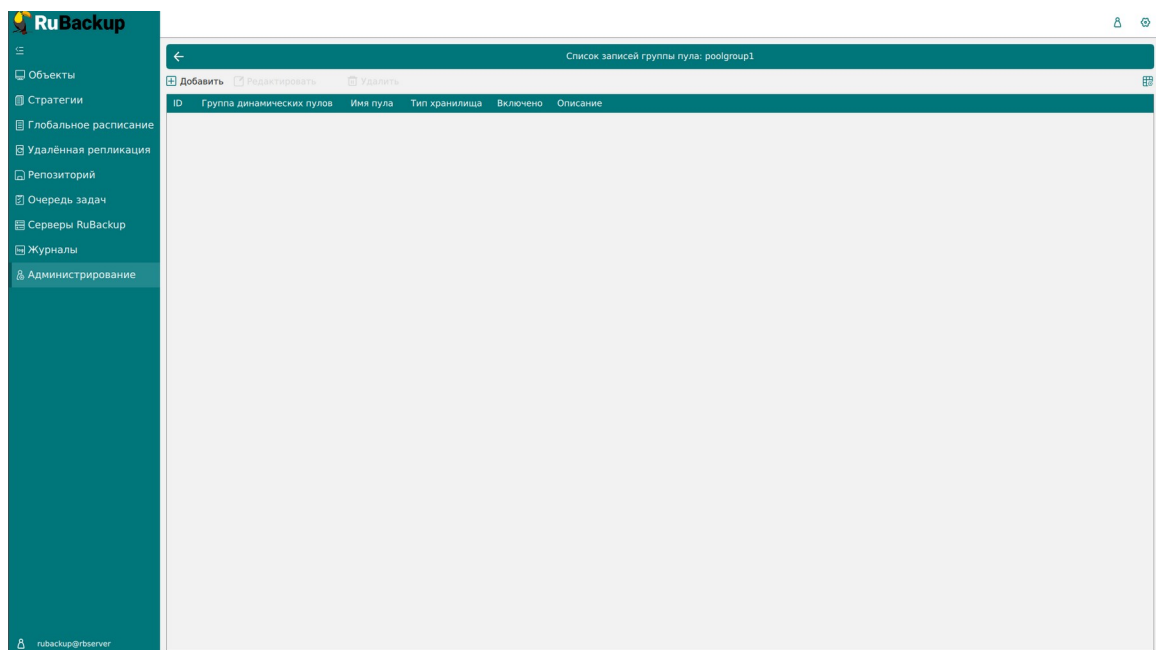 RuBackup
Список записей группы пула: poolgroup1
Объекты
Добавить Редактировать Удалить
Стратегии
ID Группа динамических пулов Имя пула Тип хранилища Включено Описание
Глобальное расписание
Удалённая репликация
Репозиторий
Очередь задач
Серверы RuBackup
Журналы
Администрирование
rubackup@rbserver